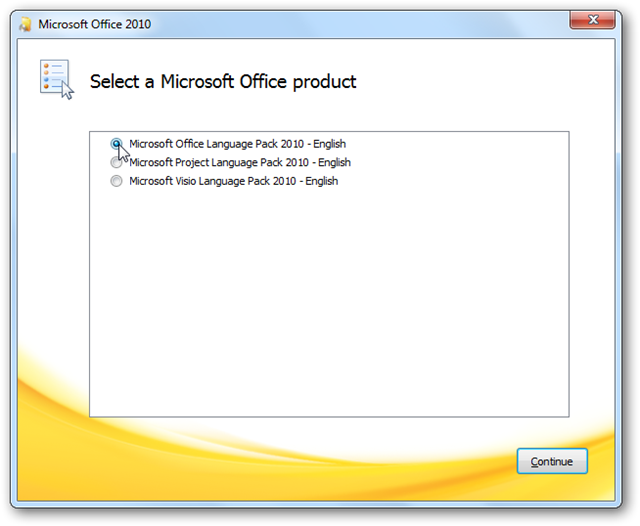 Microsoft Office 2010
Select a Microsoft Office product
Microsoft Office Language Pack 2010 - English
Microsoft Project Language Pack 2010 - English
Microsoft Visio Language Pack 2010 - English
Continue